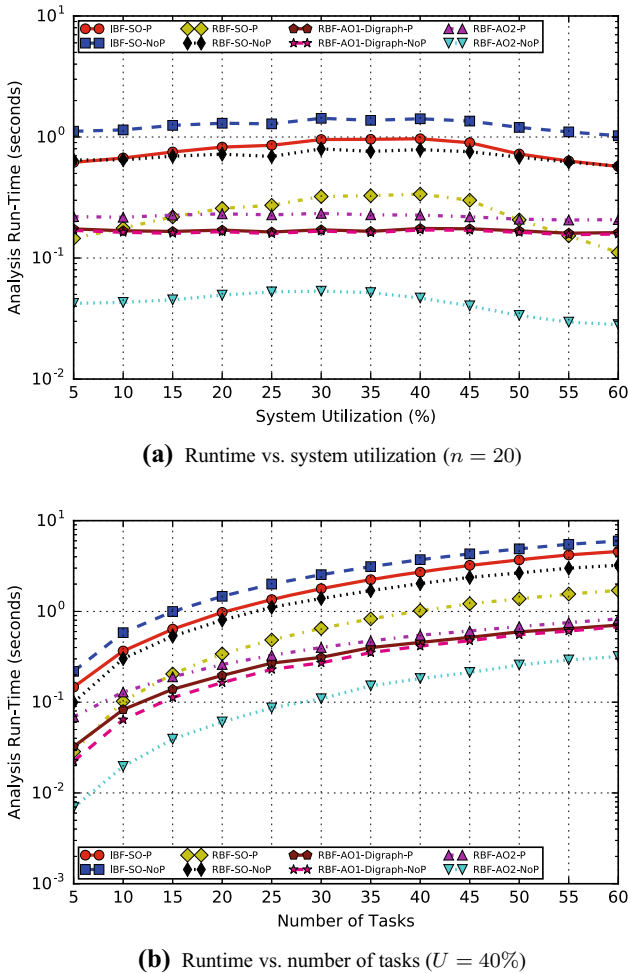 10^1
IBF-SO-P RBF-SO-P RBF-AO1-Digraph-P RBF-AO2-P
IBF-SO-NoP RBF-SO-NoP RBF-AO1-Digraph-NoP RBF-AO2-NoP
10^0
10^-1
10^-2
Analysis Run-Time (seconds)
5 10 15 20 25 30 35 40 45 50 55 60
System Utilization (%)
(a) Runtime vs. system utilization (n = 20)
10^1
10^0
10^-1
10^-2
10^-3
Analysis Run-Time (seconds)
IBF-SO-P RBF-SO-P RBF-AO1-Digraph-P RBF-AO2-P
IBF-SO-NoP RBF-SO-NoP RBF-AO1-Digraph-NoP RBF-AO2-NoP
5 10 15 20 25 30 35 40 45 50 55 60
Number of Tasks
(b) Runtime vs. number of tasks (U = 40%)